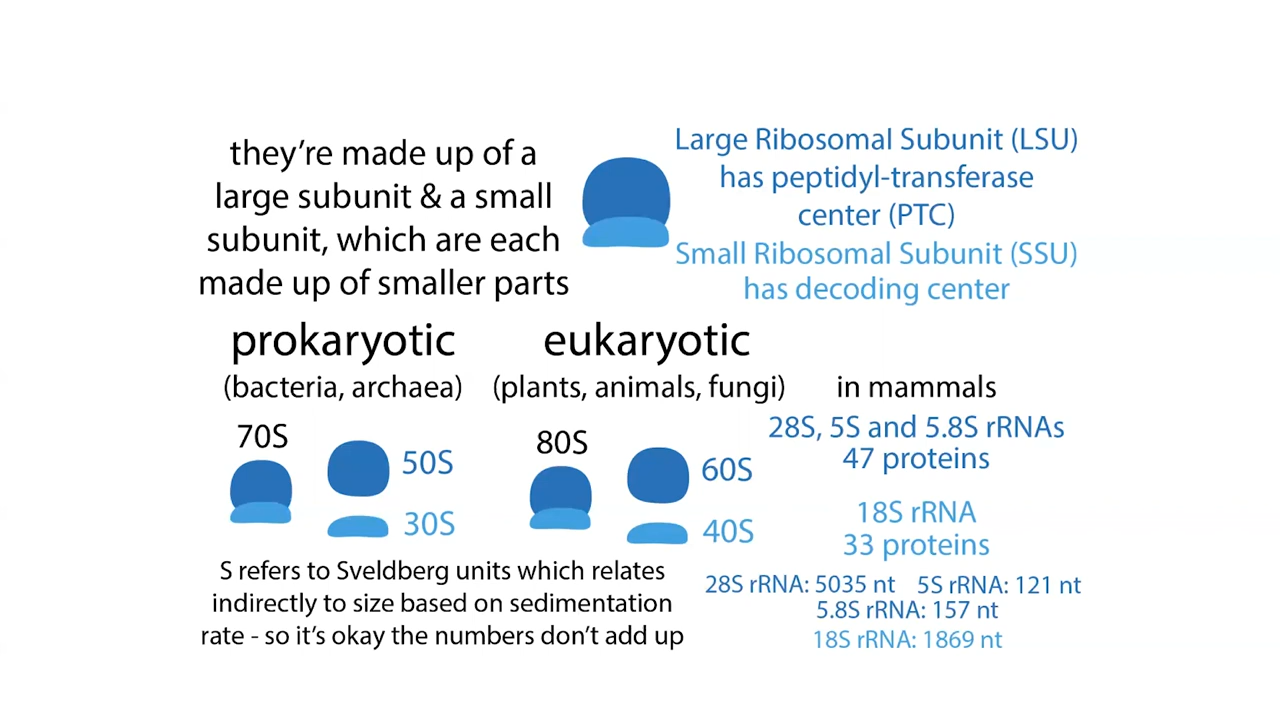 they’re made up of a
large subunit & a small
subunit, which are each
made up of smaller parts
Large Ribosomal Subunit (LSU)
has peptidyl-transferase
center (PTC)
Small Ribosomal Subunit (SSU)
has decoding center
prokaryotic
(bacteria, archaea)
70S
50S
30S
eukaryotic
(plants, animals, fungi)
80S
60S
40S
in mammals
28S, 5S and 5.8S rRNAs
47 proteins
18S rRNA
33 proteins
S refers to Sveldberg units which relates
indirectly to size based on sedimentation
rate - so it’s okay the numbers don’t add up
28S rRNA: 5035 nt 5S rRNA: 121 nt
5.8S rRNA: 157 nt
18S rRNA: 1869 nt